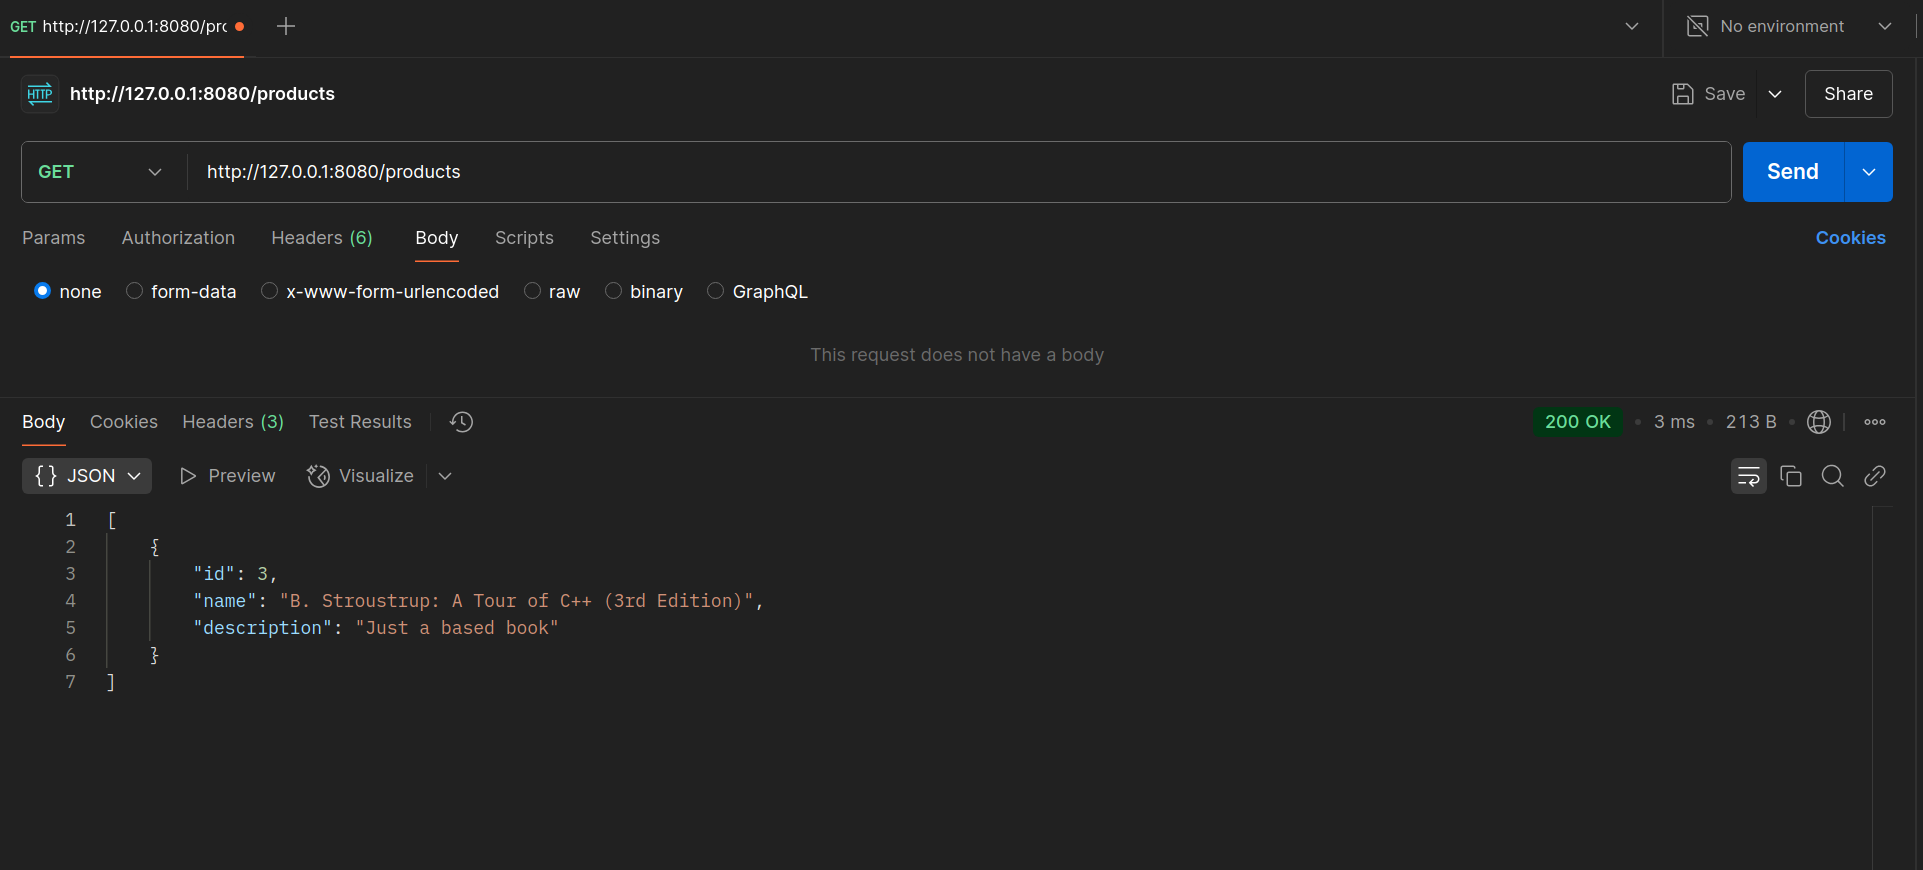 GET http://127.0.0.1:8080/pro
No environment
HTTP http://127.0.0.1:8080/products
Save
Share
GET http://127.0.0.1:8080/products
Send
Params Authorization Headers (6) Body Scripts Settings
Cookies
none form-data x-www-form-urlencoded raw binary GraphQL
This request does not have a body
Body Cookies Headers (3) Test Results
200 OK • 3 ms • 213 B •
{} JSON Preview Visualize
1 [
2 {
3 "id": 3,
4 "name": "B. Stroustrup: A Tour of C++ (3rd Edition)",
5 "description": "Just a based book"
6 }
7 ]